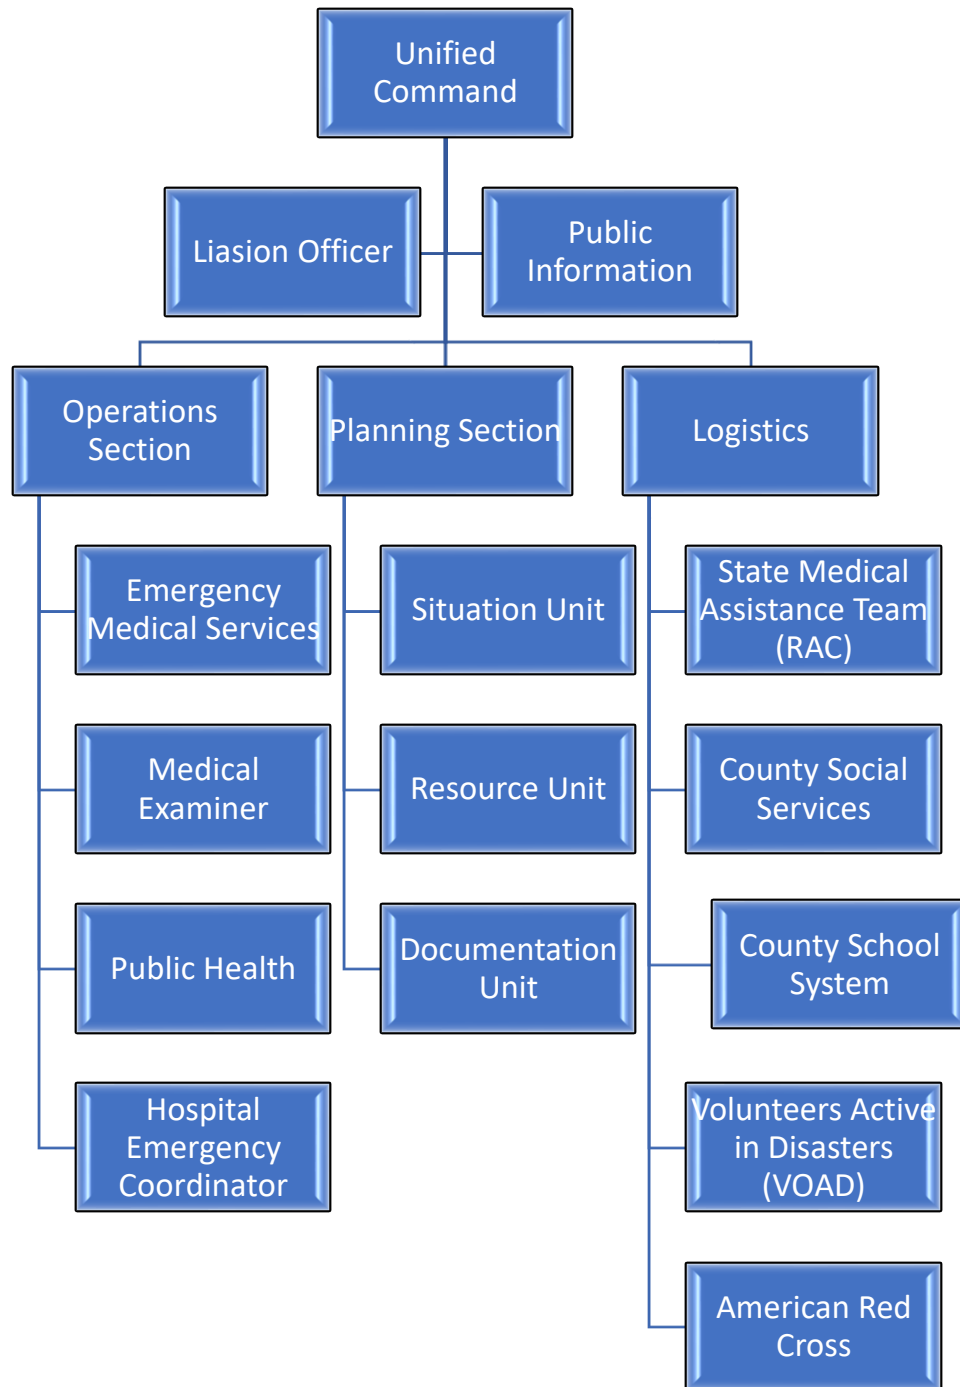 Unified
Command
Liasion Officer
Public
Information
Operations
Section
Planning Section
Logistics
Emergency
Medical Services
Medical
Examiner
Public Health
Hospital
Emergency
Coordinator
Situation Unit
Resource Unit
Documentation
Unit
State Medical
Assistance Team
(RAC)
County Social
Services
County School
System
Volunteers Active
in Disasters
(VOAD)
American Red
Cross